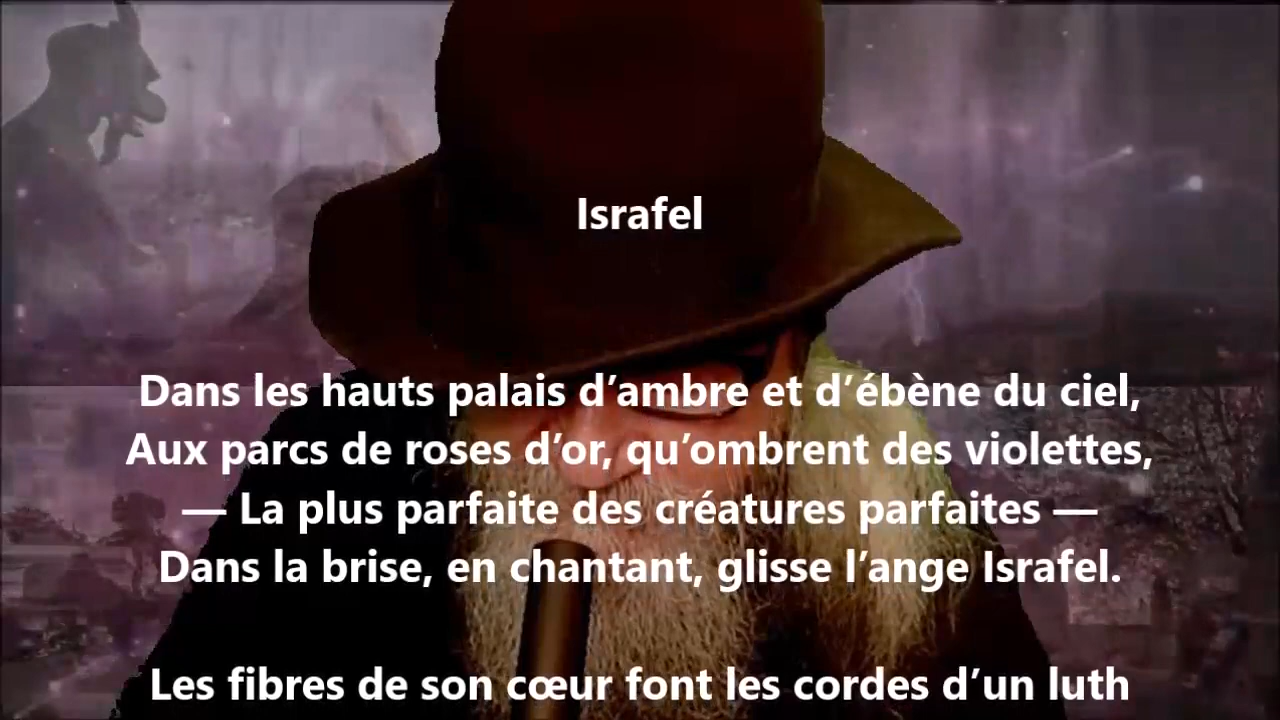 Israfel
Dans les hauts palais d’ambre et d’ébène du ciel,
Aux parcs de roses d’or, qu’ombrent des violettes,
— La plus parfaite des créatures parfaites —
Dans la brise, en chantant, glisse l’ange Israfel.
Les fibres de son cœur font les cordes d’un luth